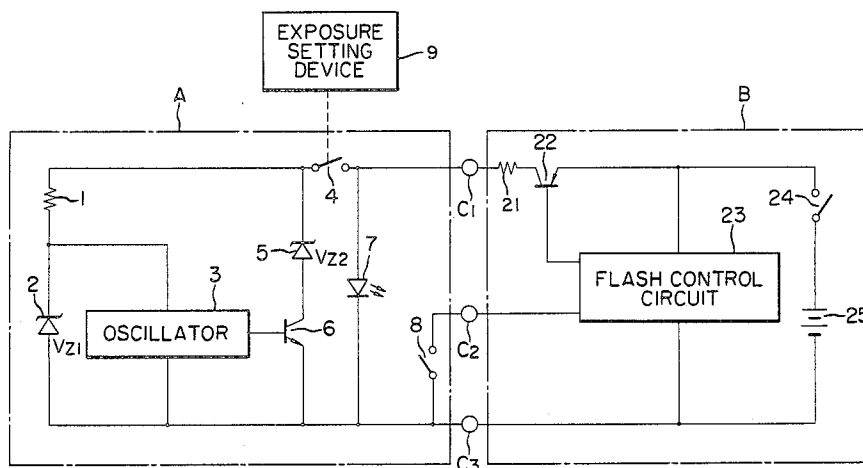 EXPOSURE
SETTING
DEVICE
9
A
B
1
4
C1
21
22
24
2
VZ1
3
OSCILLATOR
5
VZ2
7
6
8
C2
23
FLASH CONTROL
CIRCUIT
25
C3